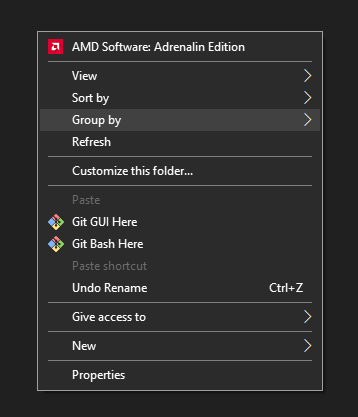 AMD Software: Adrenalin Edition
View
Sort by
Group by
Refresh
Customize this folder...
Paste
Git GUI Here
Git Bash Here
Paste shortcut
Undo Rename Ctrl+Z
Give access to
New
Properties